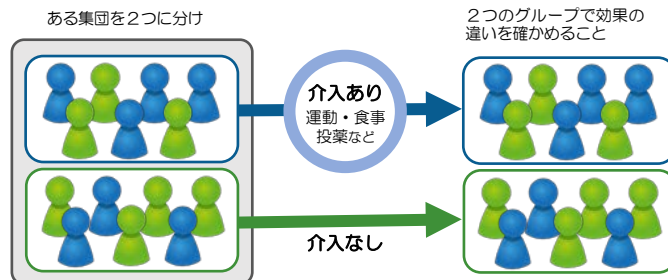 ある集団を２つに分け
２つのグループで効果の
違いを確かめること
介入あり
運動・食事
投薬など
介入なし